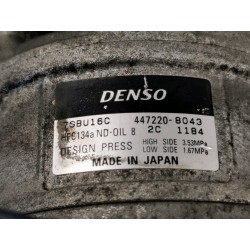 DENSO
7SBU16C 447220-8043
HFC134a ND-OIL 8 2C 1184
DESIGN PRESS HIGH SIDE 3.53MPa
LOW SIDE 1.67MPa
MADE IN JAPAN